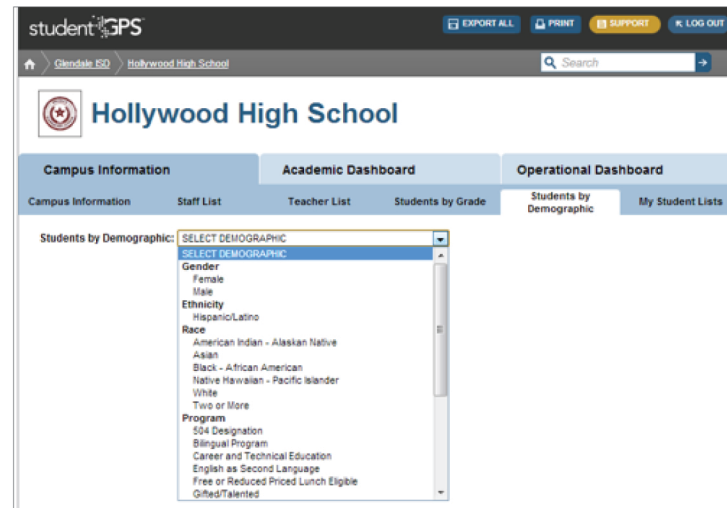 studentGPS
EXPORT ALL PRINT SUPPORT LOG OUT
Glendale ISD Hollywood High School Search
Hollywood High School
Campus Information Academic Dashboard Operational Dashboard
Campus Information Staff List Teacher List Students by Grade Students by Demographic My Student Lists
Students by Demographic: SELECT DEMOGRAPHIC
SELECT DEMOGRAPHIC
Gender
Female
Male
Ethnicity
Hispanic/Latino
Race
American Indian - Alaskan Native
Asian
Black - African American
Native Hawaiian - Pacific Islander
White
Two or More
Program
504 Designation
Bilingual Program
Career and Technical Education
English as Second Language
Free or Reduced Priced Lunch Eligible
Gifted/Talented